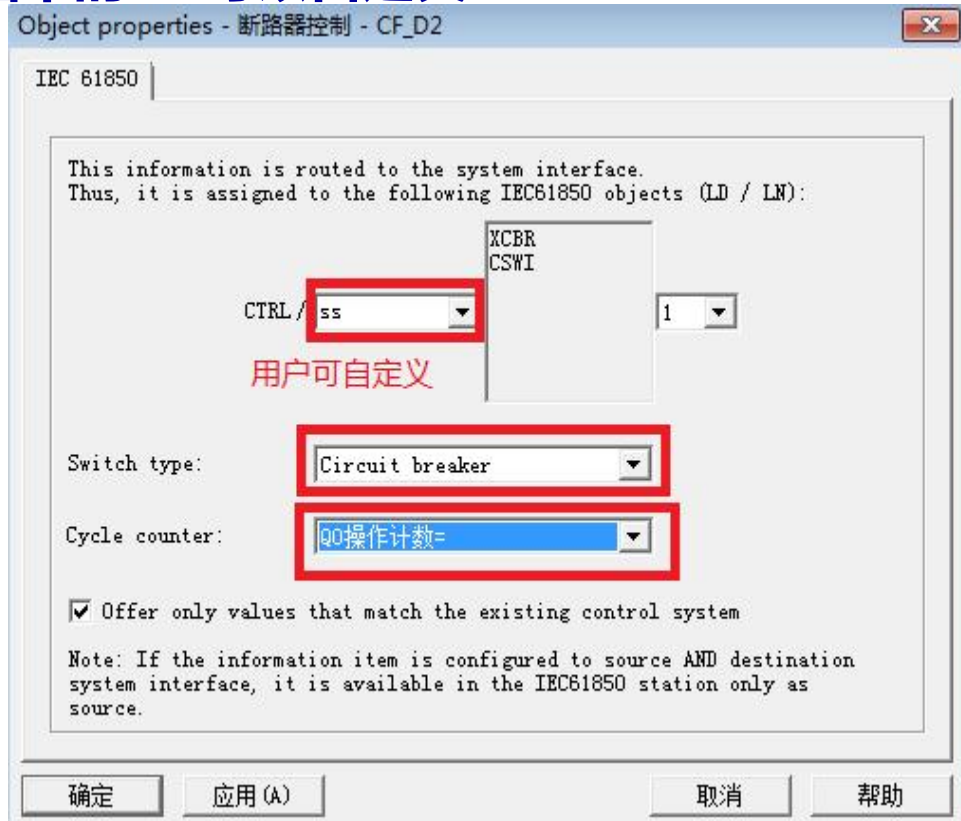 Object properties - 断路器控制 - CF_D2
IEC 61850
This information is routed to the system interface.
Thus, it is assigned to the following IEC61850 objects (LD / LN):
XCBR
CSWI
CTRL / ss
1
用户可自定义
Switch type: Circuit breaker
Cycle counter: Q0操作计数=
Offer only values that match the existing control system
Note: If the information item is configured to source AND destination
system interface, it is available in the IEC61850 station only as
source.
确定 应用(A) 取消 帮助